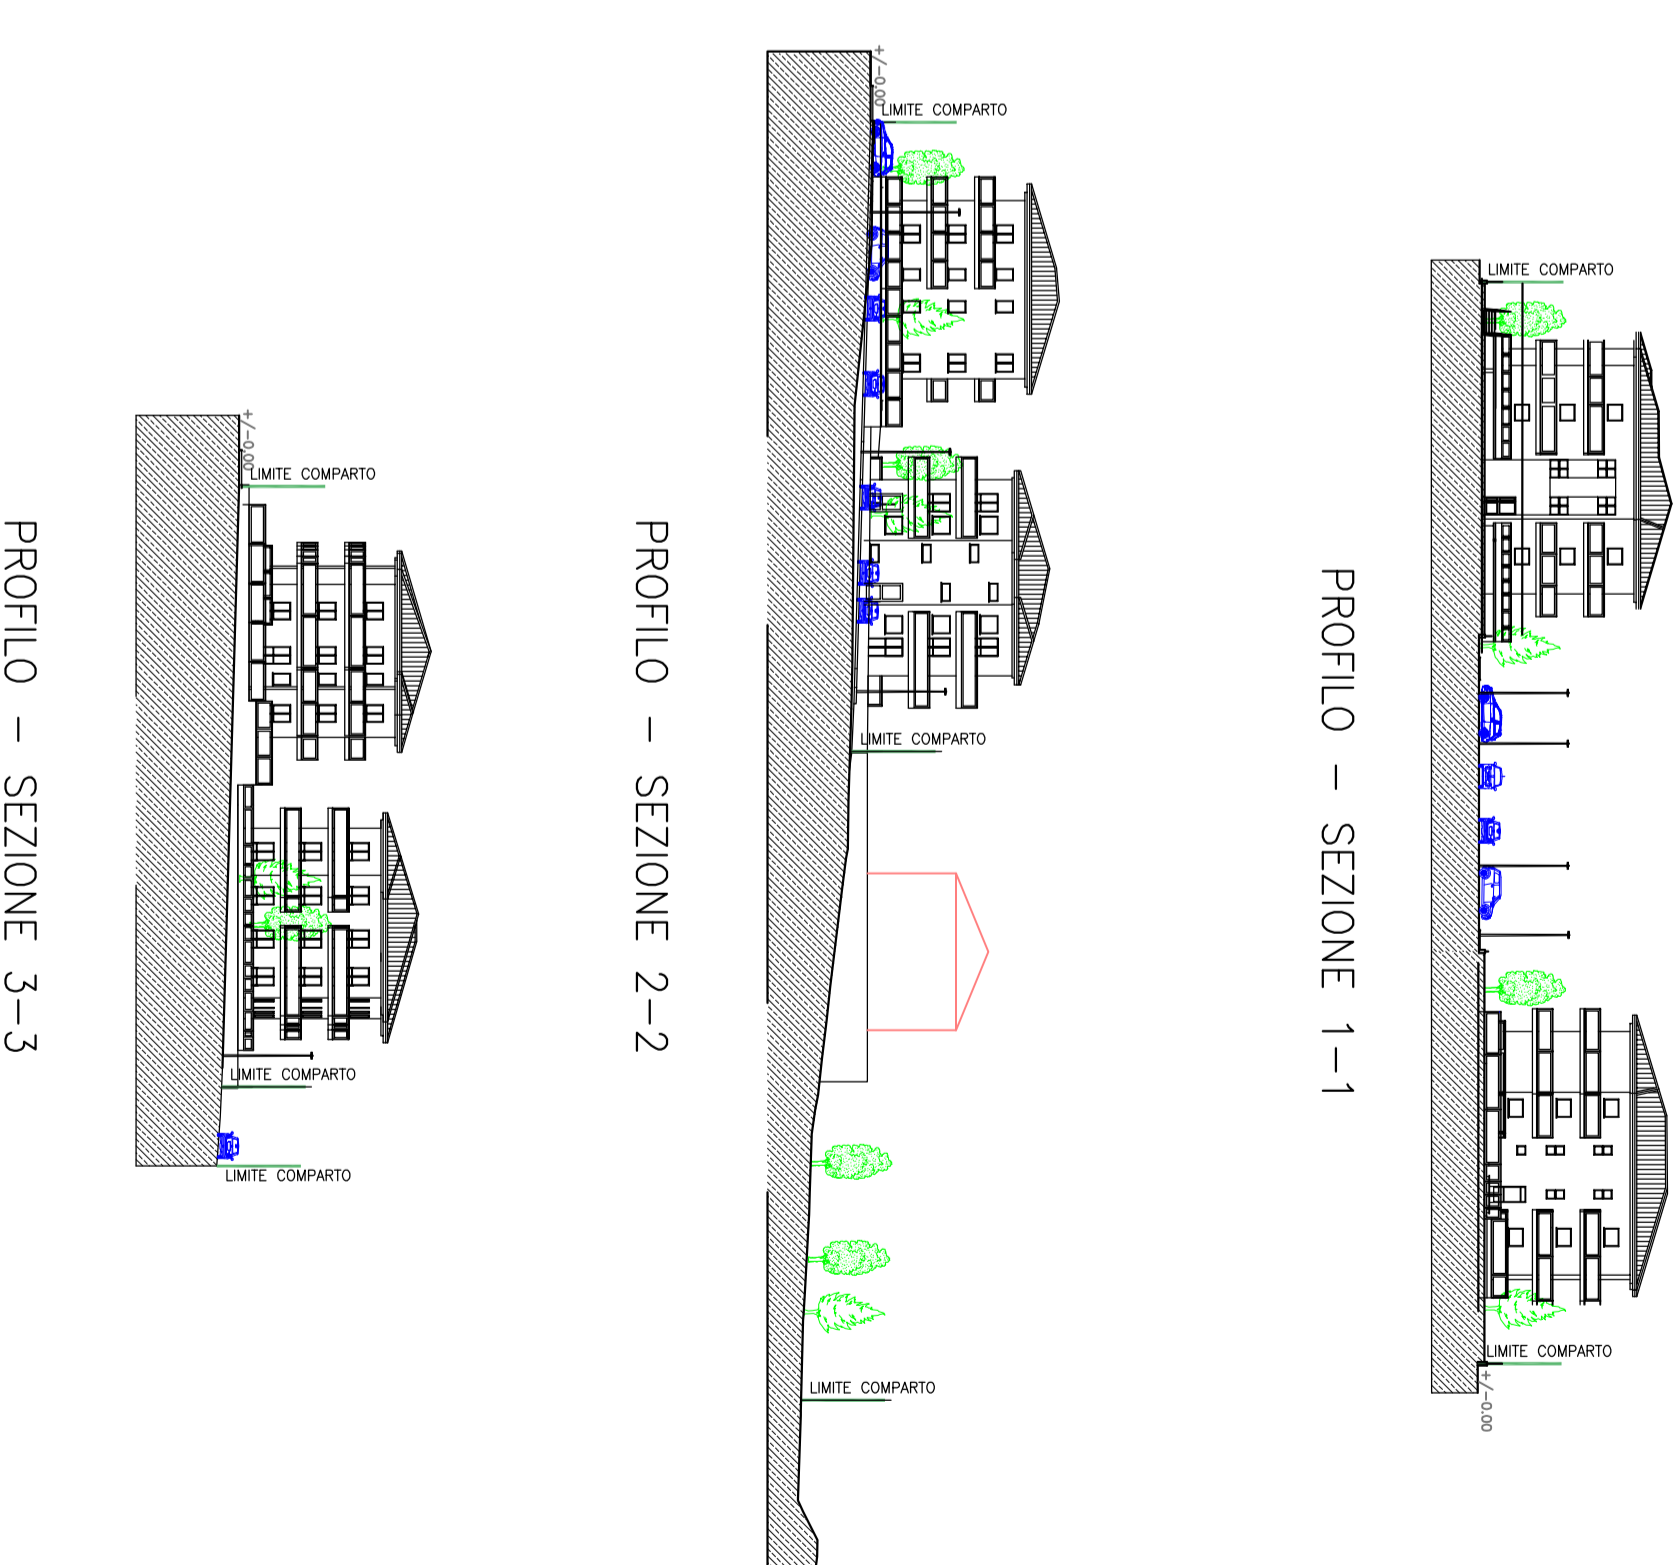 LIMITE COMPARTO
LIMITE COMPARTO
+/-0.00
PROFILO - SEZIONE 1-1
+/-0.00
LIMITE COMPARTO
LIMITE COMPARTO
LIMITE COMPARTO
PROFILO - SEZIONE 2-2
+/-0.00
LIMITE COMPARTO
LIMITE COMPARTO
LIMITE COMPARTO
PROFILO - SEZIONE 3-3